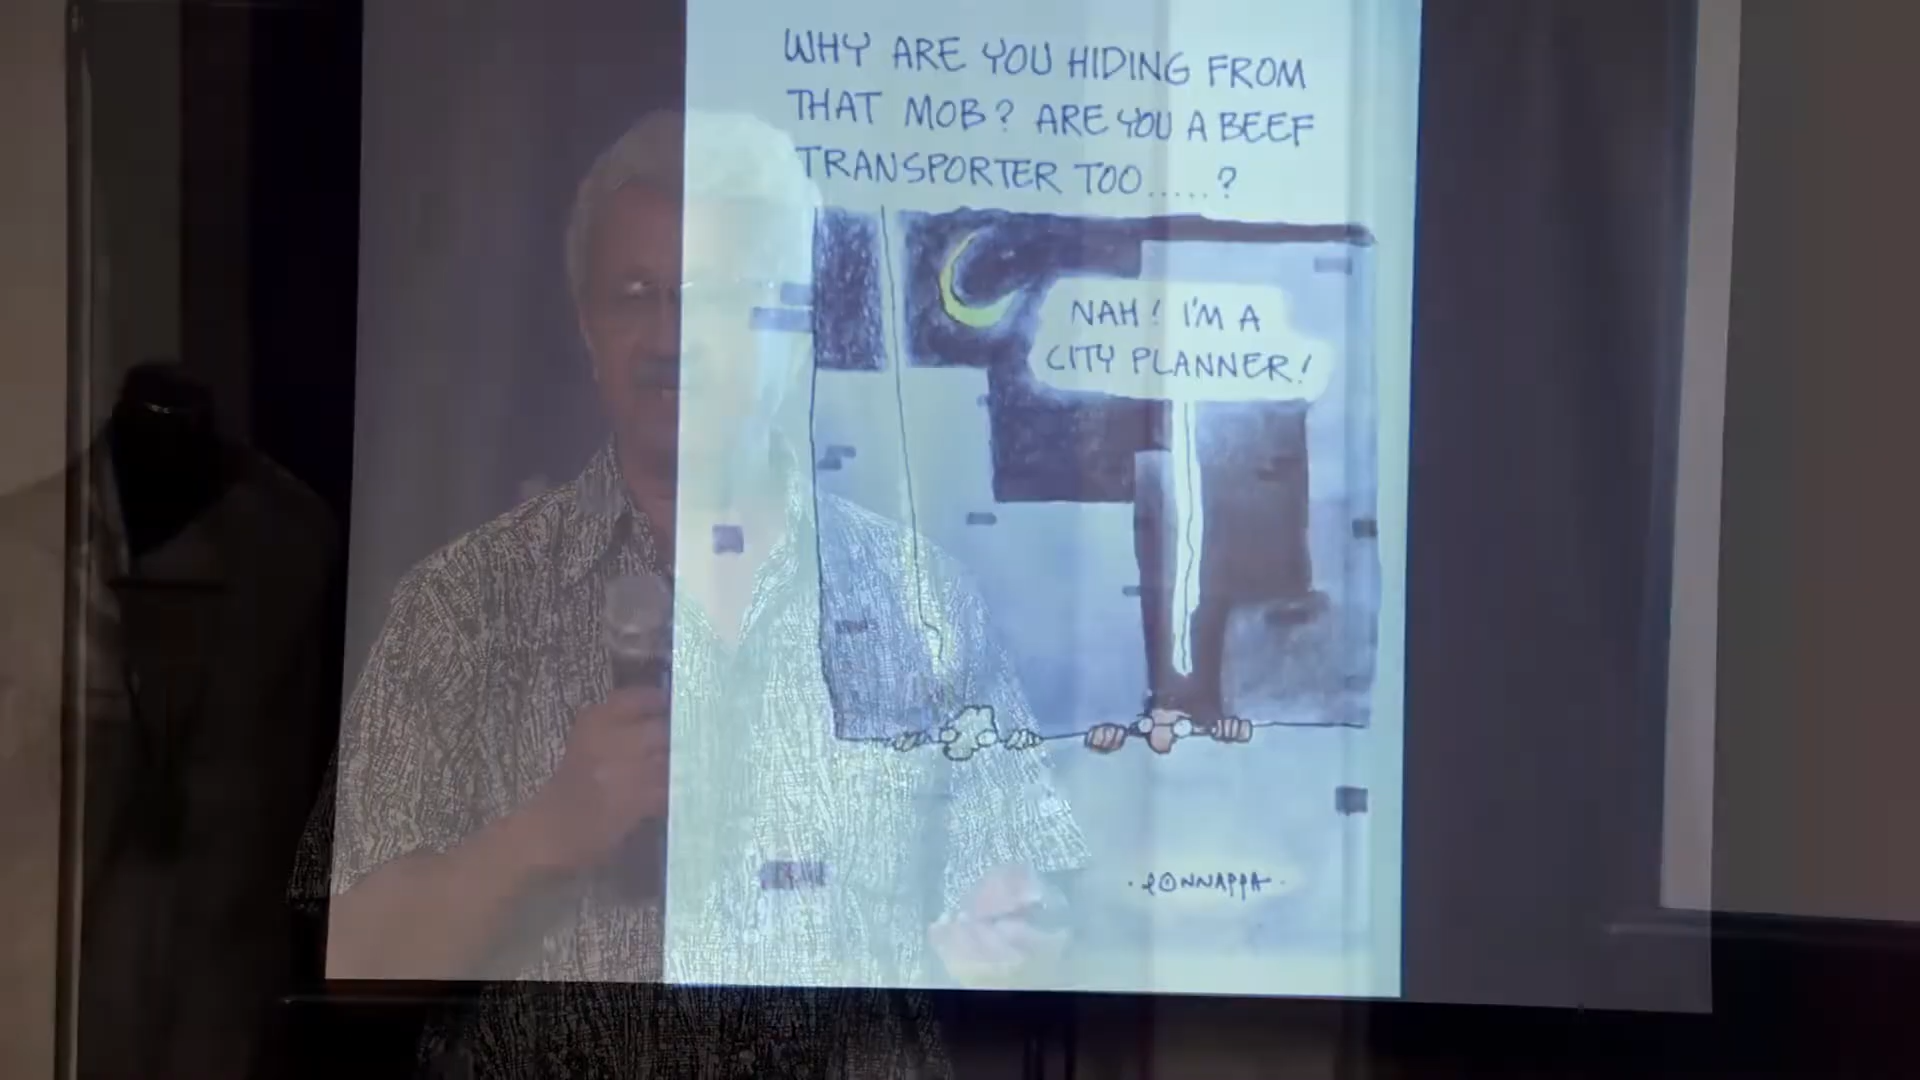 WHY ARE YOU HIDING FROM
THAT MOB? ARE YOU A BEEF
TRANSPORTER TOO.....?
NAH! I'M A
CITY PLANNER!
PONNAPPA